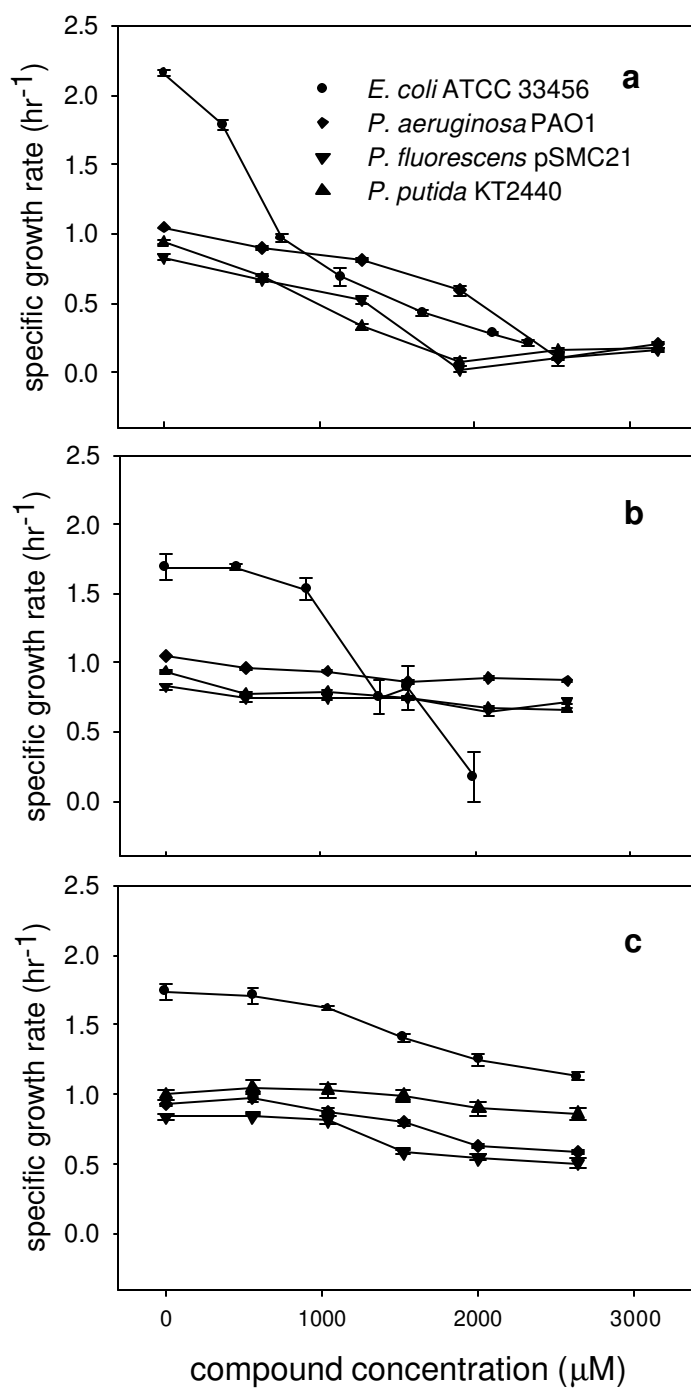 2.5
2.0
1.5
1.0
0.5
0.0
specific growth rate (hr⁻¹)
a
E. coli ATCC 33456
P. aeruginosa PAO1
P. fluorescens pSMC21
P. putida KT2440
2.5
2.0
1.5
1.0
0.5
0.0
specific growth rate (hr⁻¹)
b
2.5
2.0
1.5
1.0
0.5
0.0
specific growth rate (hr⁻¹)
c
0 1000 2000 3000
compound concentration (μM)